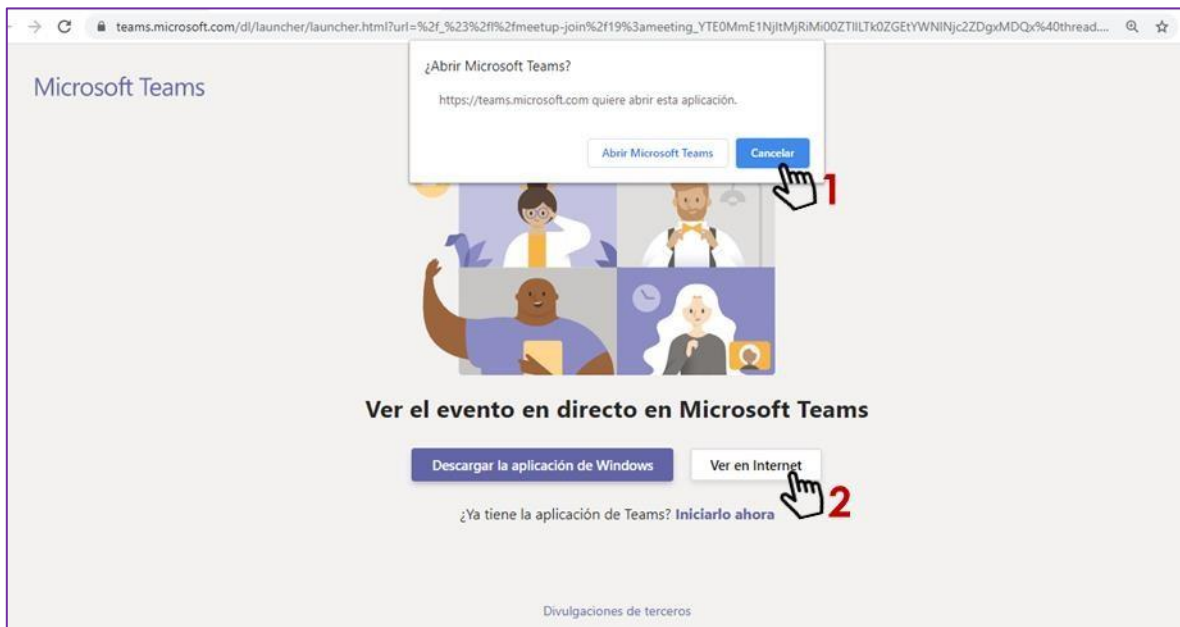 teams.microsoft.com/dl/launcher/launcher.html?url=%2f_%23%2fl%2fmeetup-join%2f19%3ameeting_YTE0MmE1NjItMjRiMi00ZTllLTk0ZGEtYWNlNjc2ZDgxMDQx%40thread....
¿Abrir Microsoft Teams?
Microsoft Teams
https://teams.microsoft.com quiere abrir esta aplicación.
Abrir Microsoft Teams Cancelar
1
Ver el evento en directo en Microsoft Teams
Descargar la aplicación de Windows Ver en Internet
2
¿Ya tiene la aplicación de Teams? Iniciarlo ahora
Divulgaciones de terceros